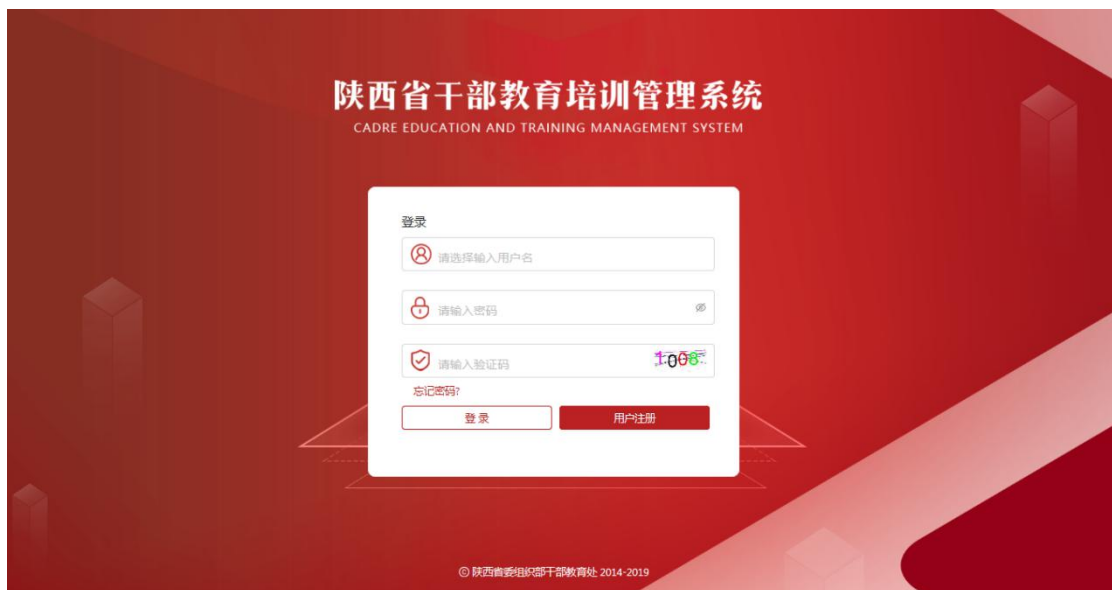 陕西省干部教育培训管理系统
CADRE EDUCATION AND TRAINING MANAGEMENT SYSTEM
登录
请选择输入用户名
请输入密码
请输入验证码 1008
忘记密码?
登录 用户注册
© 陕西省委组织部干部教育处 2014-2019